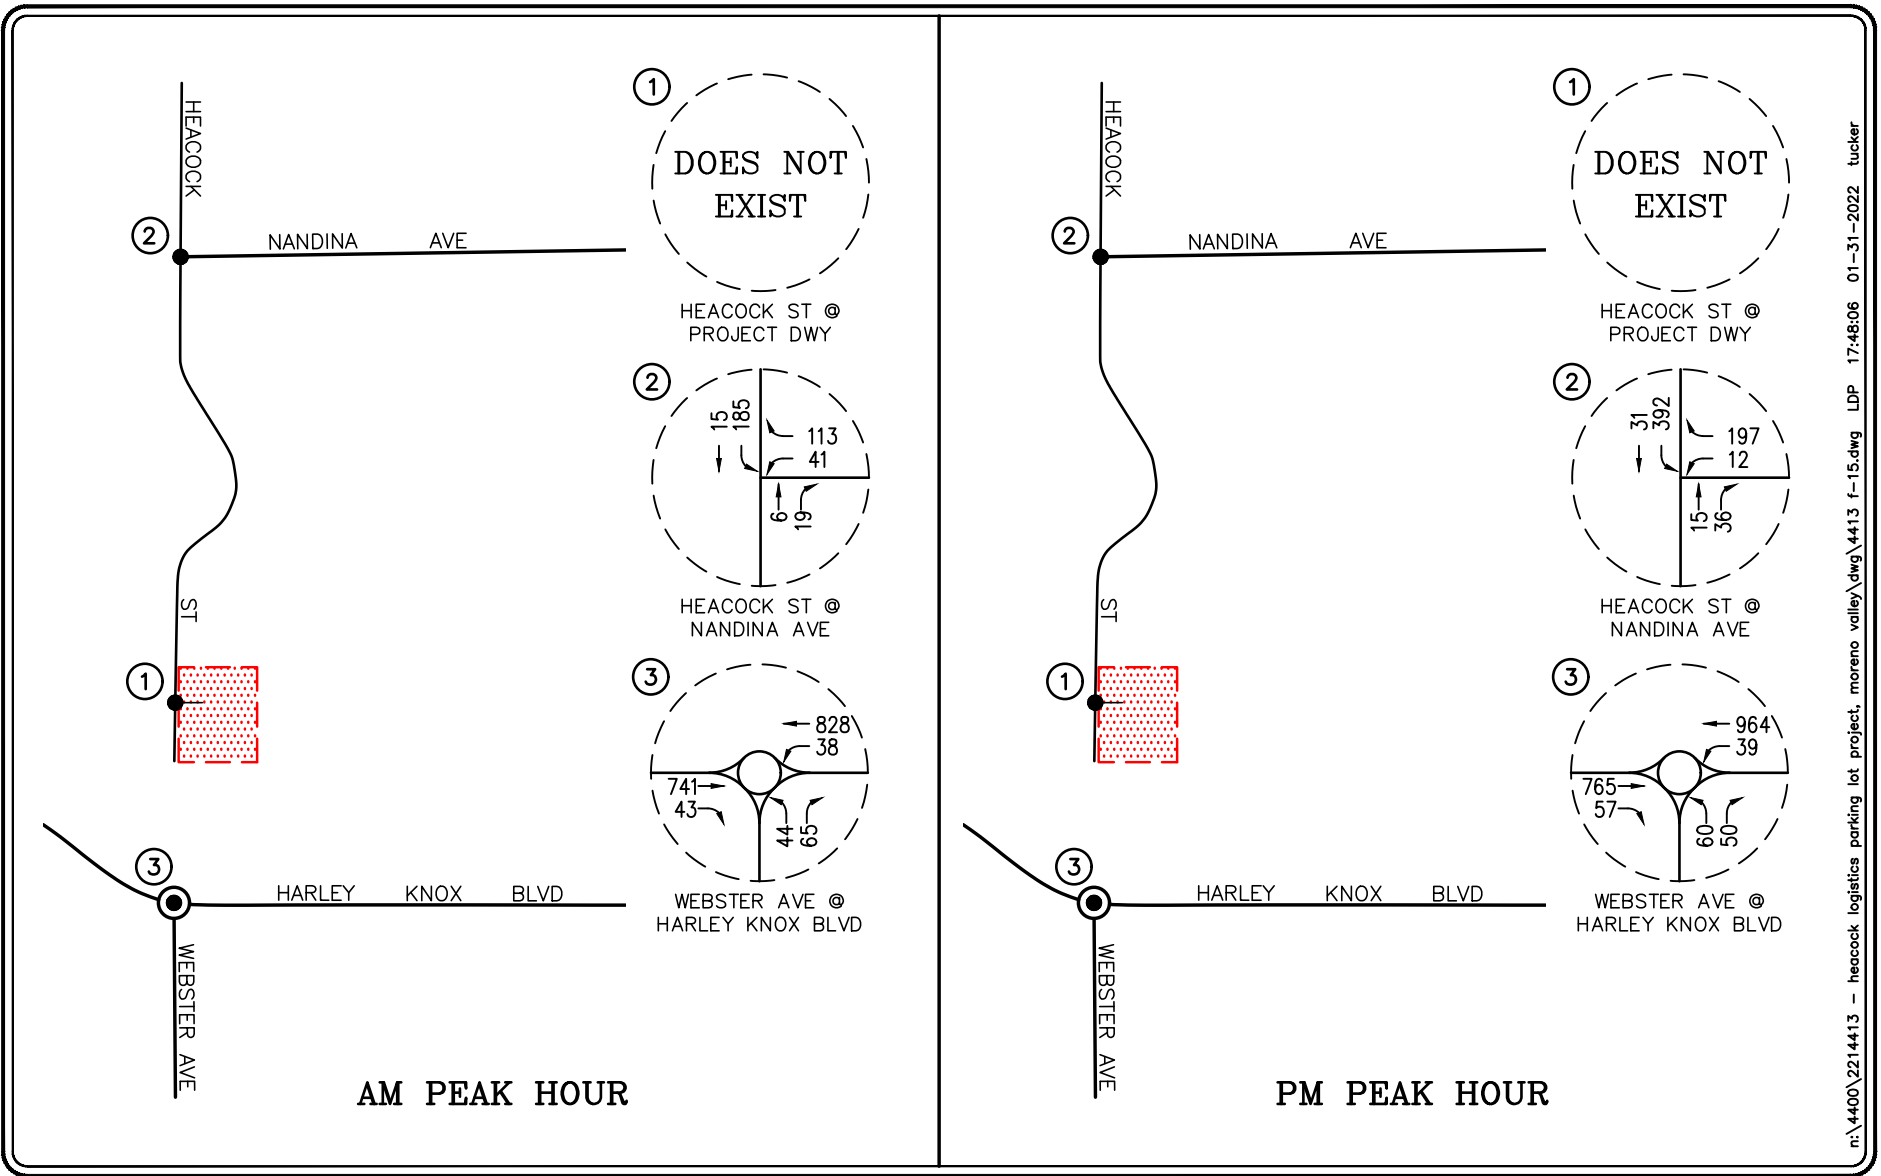 HEACOCK
2
NANDINA AVE
ST
1
3
HARLEY KNOX BLVD
WEBSTER AVE
1
DOES NOT
EXIST
HEACOCK ST @
PROJECT DWY
2
15
185
113
41
6
19
HEACOCK ST @
NANDINA AVE
3
828
38
741
43
44
65
WEBSTER AVE @
HARLEY KNOX BLVD
AM PEAK HOUR
HEACOCK
2
NANDINA AVE
ST
1
3
HARLEY KNOX BLVD
WEBSTER AVE
1
DOES NOT
EXIST
HEACOCK ST @
PROJECT DWY
2
31
392
197
12
15
36
HEACOCK ST @
NANDINA AVE
3
964
39
765
57
60
50
WEBSTER AVE @
HARLEY KNOX BLVD
PM PEAK HOUR
n:\4400\2214413 - heacock logistics parking lot project, moreno valley\dwg\4413 f-15.dwg LDP 17:48:06 01-31-2022 tucker